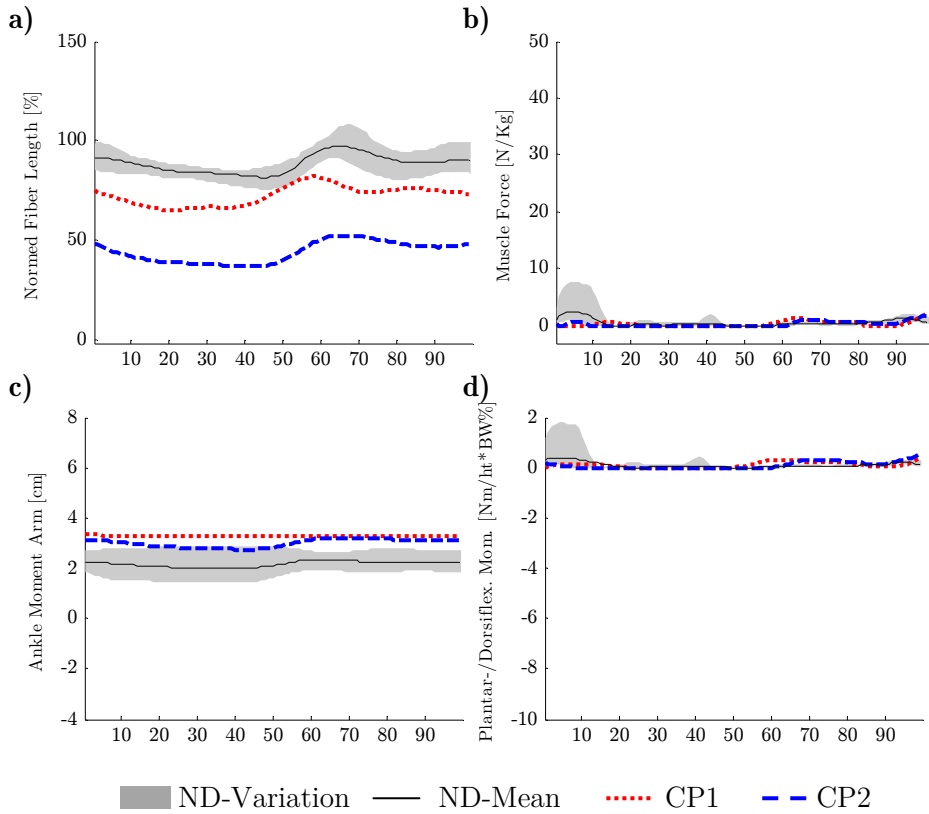 a)
Normed Fiber Length [%]
150
100
50
0
10 20 30 40 50 60 70 80 90
b)
Muscle Force [N/Kg]
50
40
30
20
10
0
10 20 30 40 50 60 70 80 90
c)
Ankle Moment Arm [cm]
8
6
4
2
0
-2
-4
10 20 30 40 50 60 70 80 90
d)
Plantar-/Dorsiflex. Mom. [Nm/ht*BW%]
2
0
-2
-4
-6
-8
-10
10 20 30 40 50 60 70 80 90
ND-Variation ND-Mean CP1 CP2